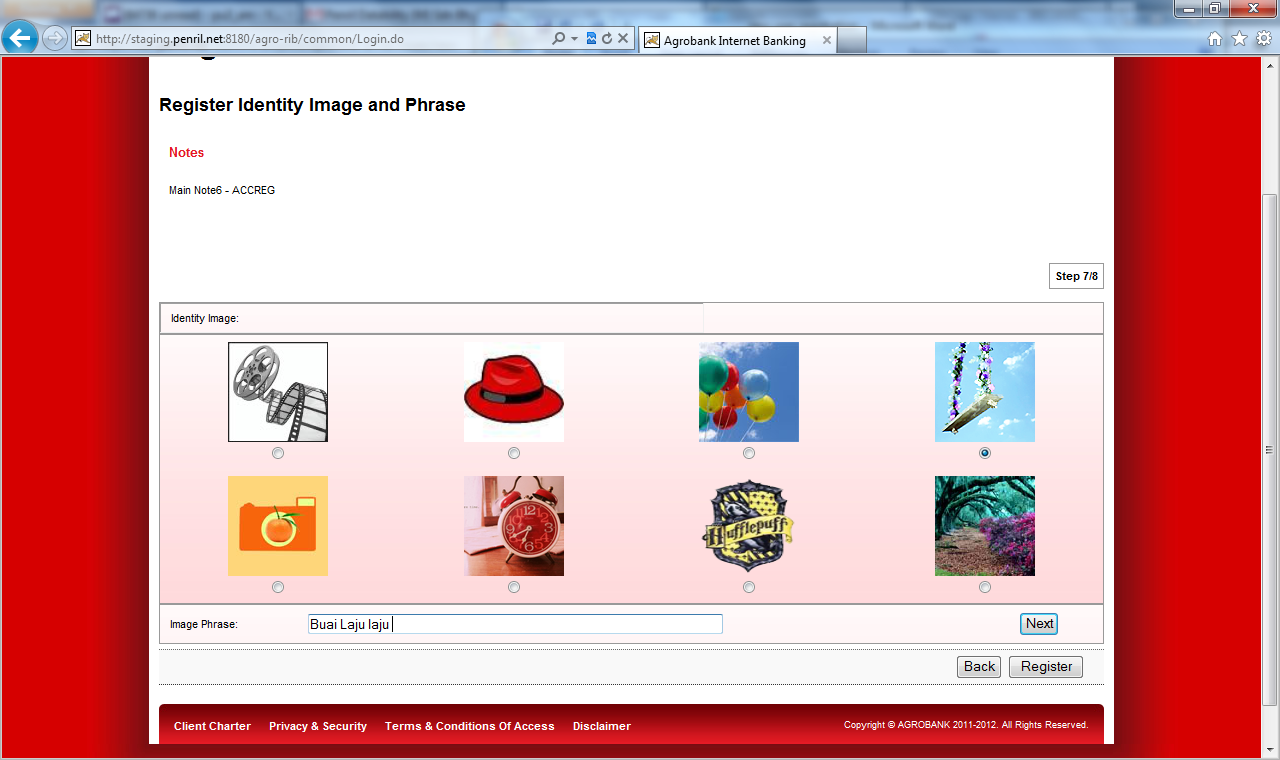 http://staging.penril.net:8180/agro-rib/common/Login.do
Agrobank Internet Banking
Register Identity Image and Phrase
Notes
Main Note6 - ACCREG
Step 7/8
Identity Image:
12
Hufflepuff
Image Phrase:
Buai Laju laju
Next
Back
Register
Client Charter
Privacy & Security
Terms & Conditions Of Access
Disclaimer
Copyright © AGROBANK 2011-2012. All Rights Reserved.